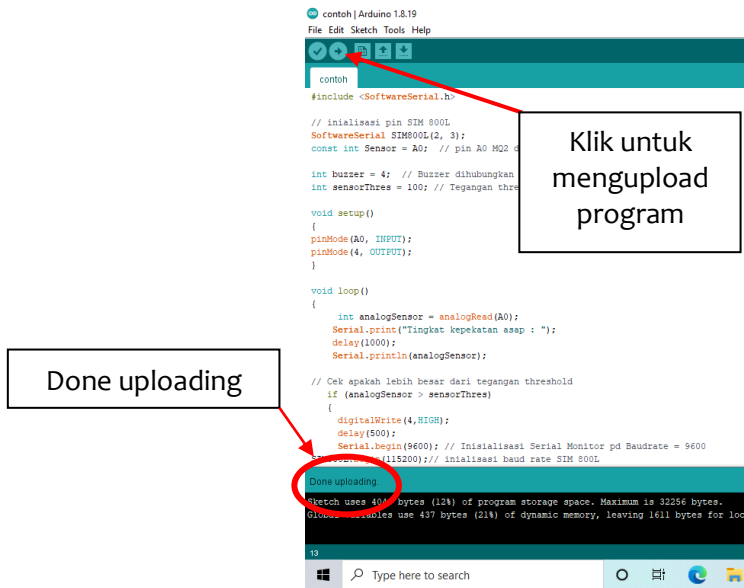 contoh | Arduino 1.8.19
File Edit Sketch Tools Help
contoh
#include <SoftwareSerial.h>
// inialisasi pin SIM 800L
SoftwareSerial SIM800L(2, 3);
const int Sensor = A0; // pin A0 MQ2 d
int buzzer = 4; // Buzzer dihubungkan
int sensorThres = 100; // Tegangan thre
Klik untuk
mengupload
program
void setup()
{
pinMode(A0, INPUT);
pinMode(4, OUTPUT);
}
void loop()
{
int analogSensor = analogRead(A0);
Serial.print("Tingkat kepekatan asap : ");
delay(1000);
Serial.println(analogSensor);
Done uploading
// Cek apakah lebih besar dari tegangan threshold
if (analogSensor > sensorThres)
{
digitalWrite(4,HIGH);
delay(500);
Serial.begin(9600); // Inisialisasi Serial Monitor pd Baudrate = 9600
(115200);// inialisasi baud rate SIM 800L
Done uploading.
Sketch uses bytes (12%) of program storage space. Maximum is 32256 bytes.
Global variables use 437 bytes (21%) of dynamic memory, leaving 1611 bytes for loc
13
Type here to search